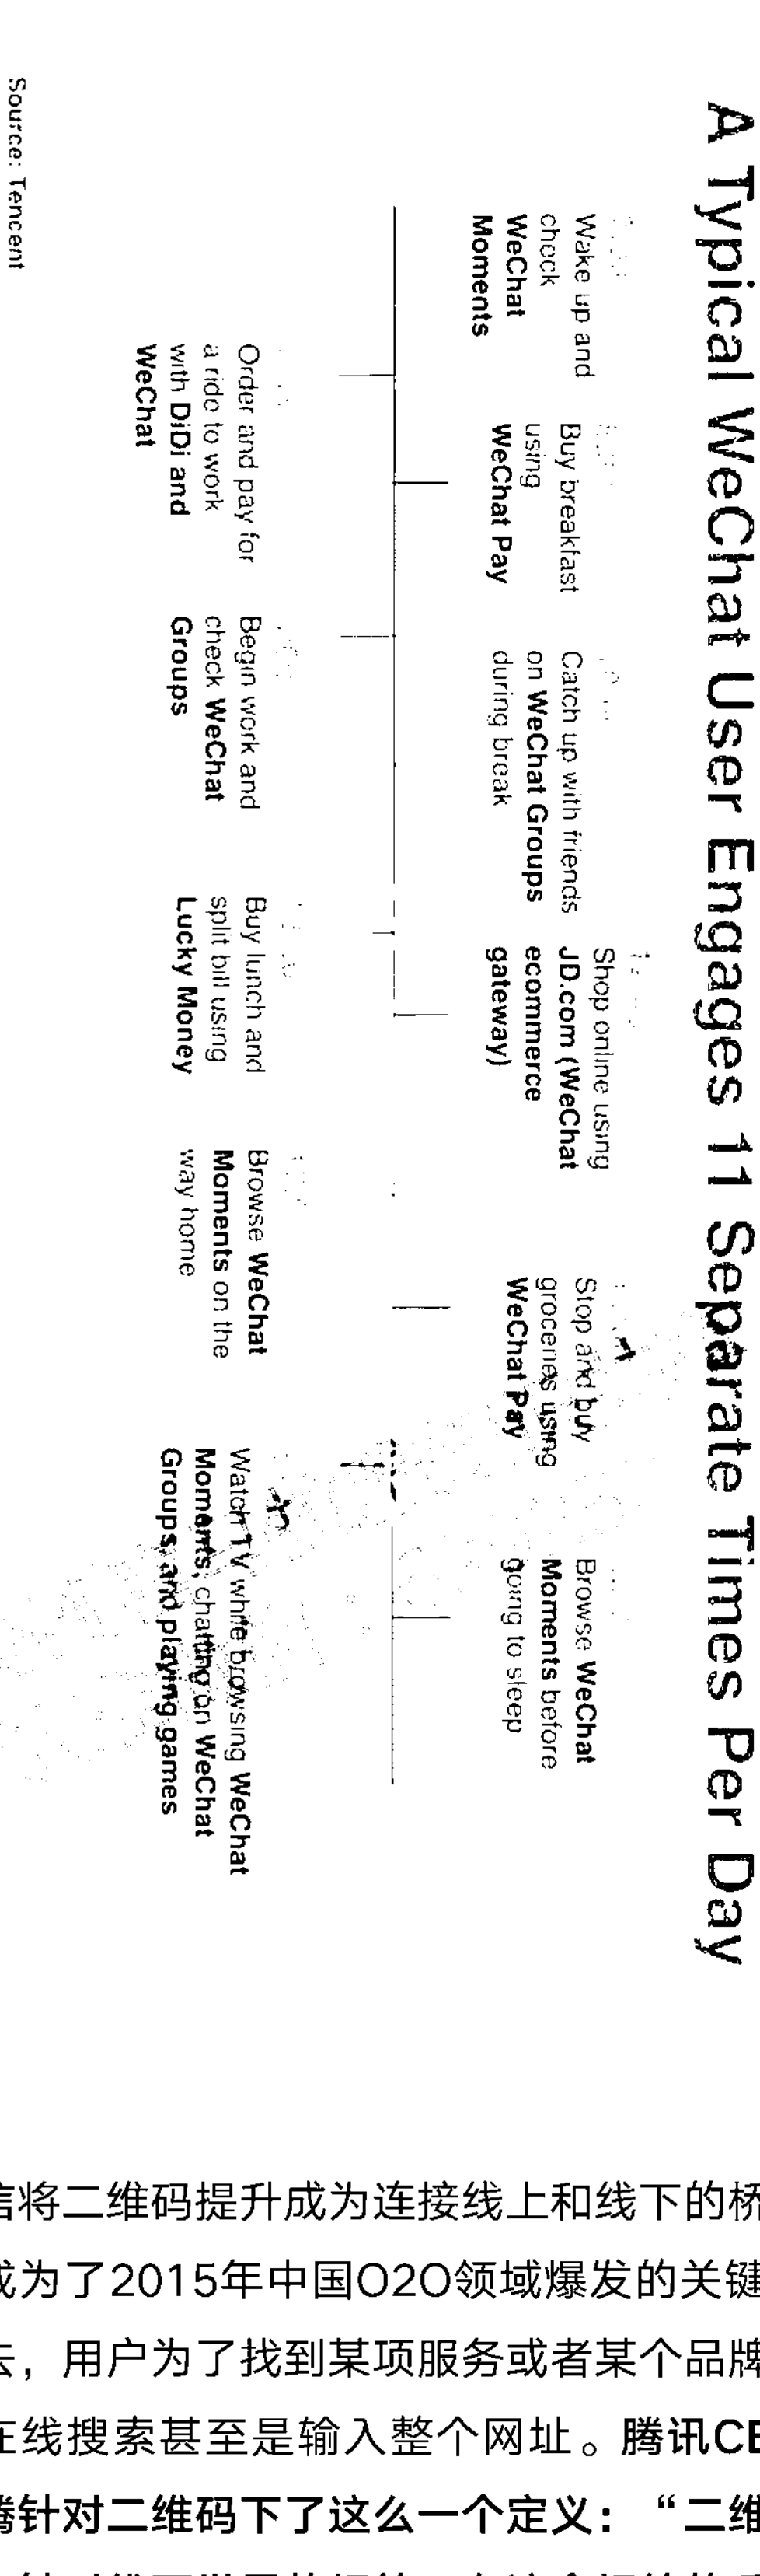 A Typical WeChat User Engages 11 Separate Times Per Day
Wake up and
check
WeChat
Moments
Buy breakfast
using
WeChat Pay
Catch up with friends
on WeChat Groups
during break
Shop online using
JD.com (WeChat
ecommerce
gateway)
Stop and buy
groceries using
WeChat Pay
Browse WeChat
Moments before
going to sleep
Order and pay for
a ride to work
with DiDi and
WeChat
Begin work and
check WeChat
Groups
Buy lunch and
split bill using
Lucky Money
Browse WeChat
Moments on the
way home
Watch TV while browsing WeChat
Moments, chatting on WeChat
Groups, and playing games
Source: Tencent
信将二维码提升成为连接线上和线下的桥
成为了2015年中国O2O领域爆发的关键
去，用户为了找到某项服务或者某个品牌
在线搜索甚至是输入整个网址。腾讯CE
腾针对二维码下了这么一个定义：“二维